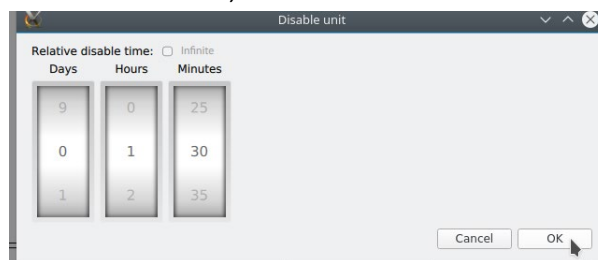 Disable unit
Relative disable time: Infinite
Days Hours Minutes
9 0 25
0 1 30
1 2 35
Cancel OK